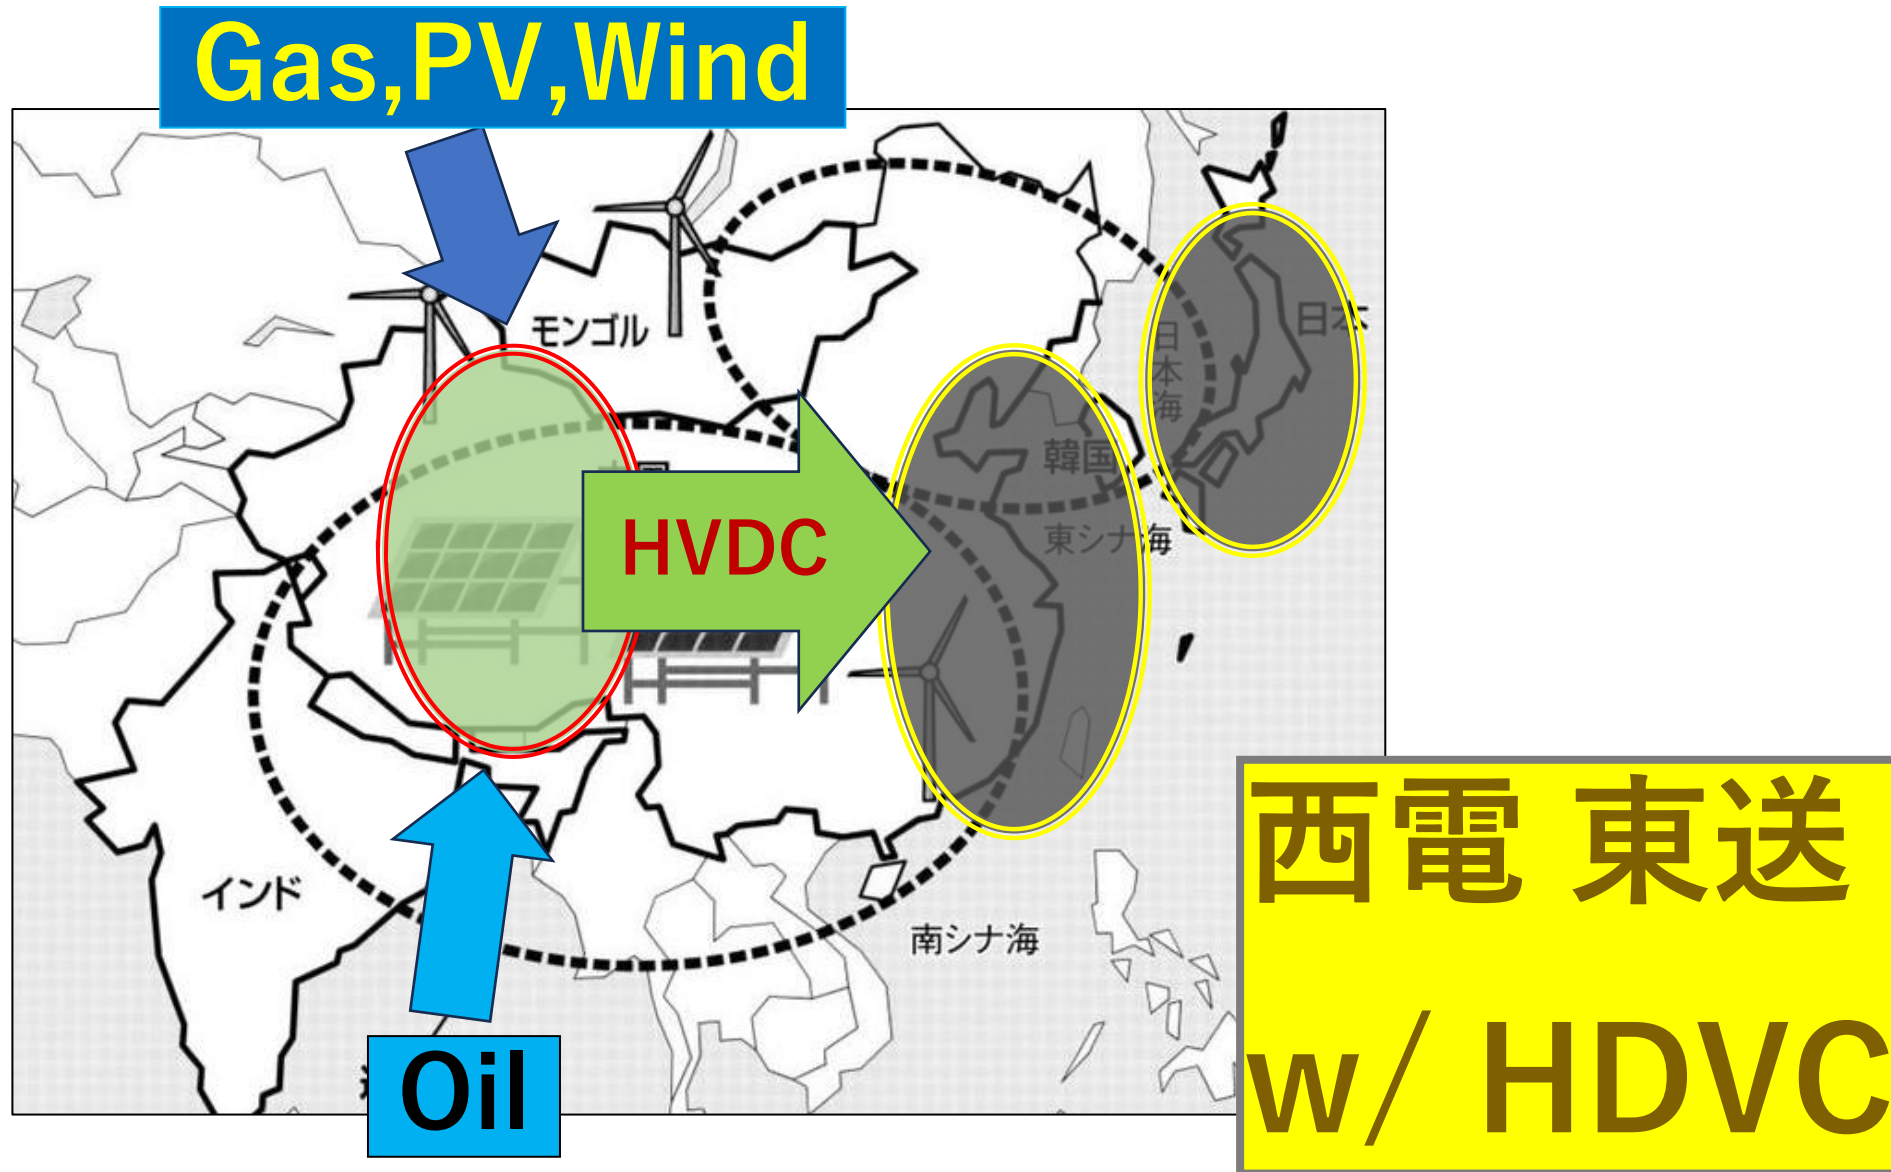 Gas,PV,Wind
モンゴル
日本
日本海
韓国
HVDC
東シナ海
インド
南シナ海
Oil
西電 東送
w/ HDVC